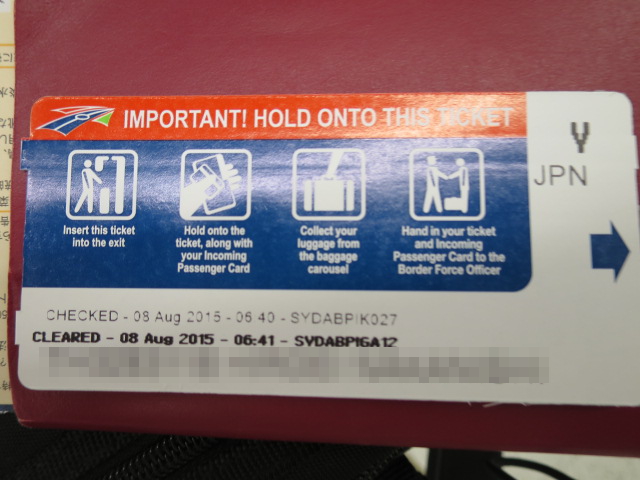 IMPORTANT! HOLD ONTO THIS TICKET
Y
JPN
Insert this ticket
into the exit
Hold onto the
ticket, along with
your Incoming
Passenger Card
Collect your
luggage from
the baggage
carousel
Hand in your ticket
and Incoming
Passenger Card to the
Border Force Officer
CHECKED - 08 Aug 2015 - 06:40 - SYDABPIK027
CLEARED - 08 Aug 2015 - 06:41 - SYDABPIGA12